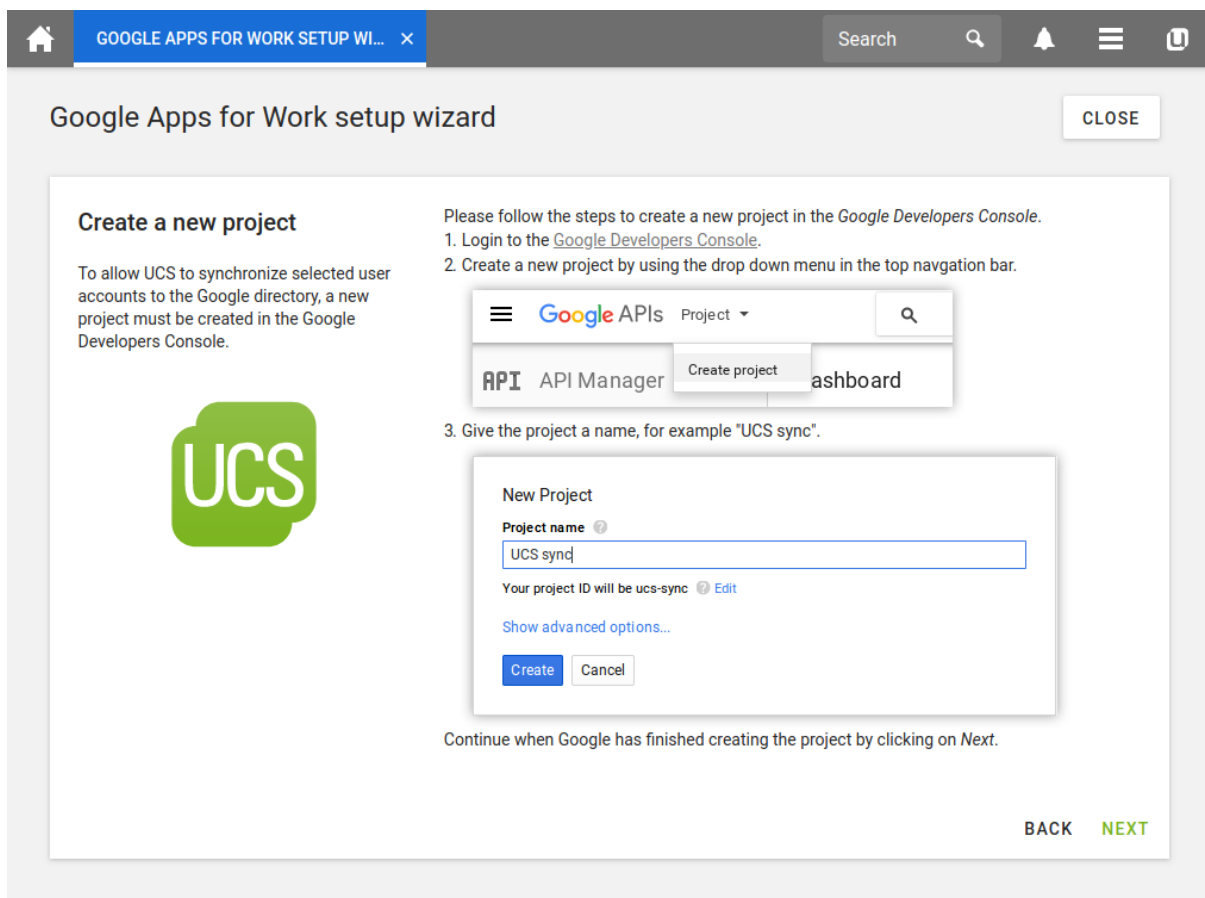 GOOGLE APPS FOR WORK SETUP WI... ×
Search
Google Apps for Work setup wizard
CLOSE
Create a new project
To allow UCS to synchronize selected user
accounts to the Google directory, a new
project must be created in the Google
Developers Console.
UCS
Please follow the steps to create a new project in the Google Developers Console.
1. Login to the Google Developers Console.
2. Create a new project by using the drop down menu in the top navgation bar.
Google APIs Project
Create project
API API Manager ashboard
3. Give the project a name, for example "UCS sync".
New Project
Project name ?
UCS sync
Your project ID will be ucs-sync ? Edit
Show advanced options...
Create Cancel
Continue when Google has finished creating the project by clicking on Next.
BACK NEXT